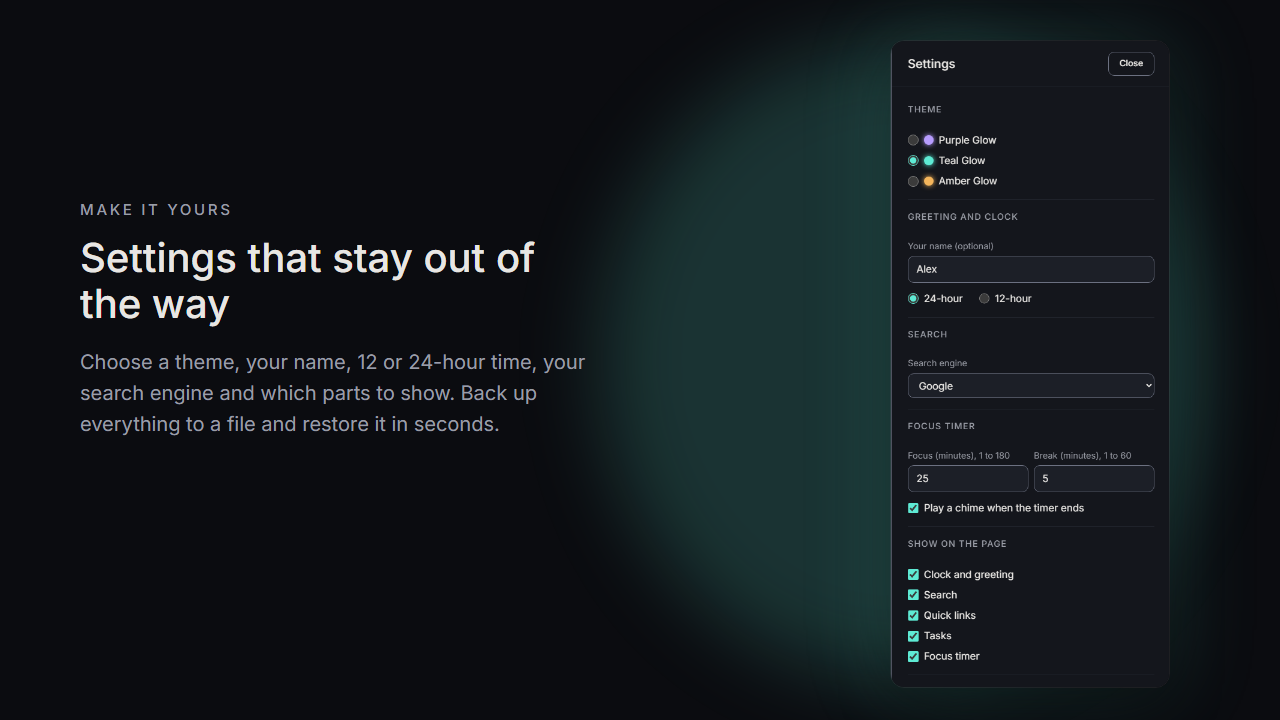 MAKE IT YOURS
Settings that stay out of
the way
Choose a theme, your name, 12 or 24-hour time, your
search engine and which parts to show. Back up
everything to a file and restore it in seconds.
Settings Close
THEME
Purple Glow
Teal Glow
Amber Glow
GREETING AND CLOCK
Your name (optional)
Alex
24-hour 12-hour
SEARCH
Search engine
Google
FOCUS TIMER
Focus (minutes), 1 to 180 Break (minutes), 1 to 60
25 5
Play a chime when the timer ends
SHOW ON THE PAGE
Clock and greeting
Search
Quick links
Tasks
Focus timer